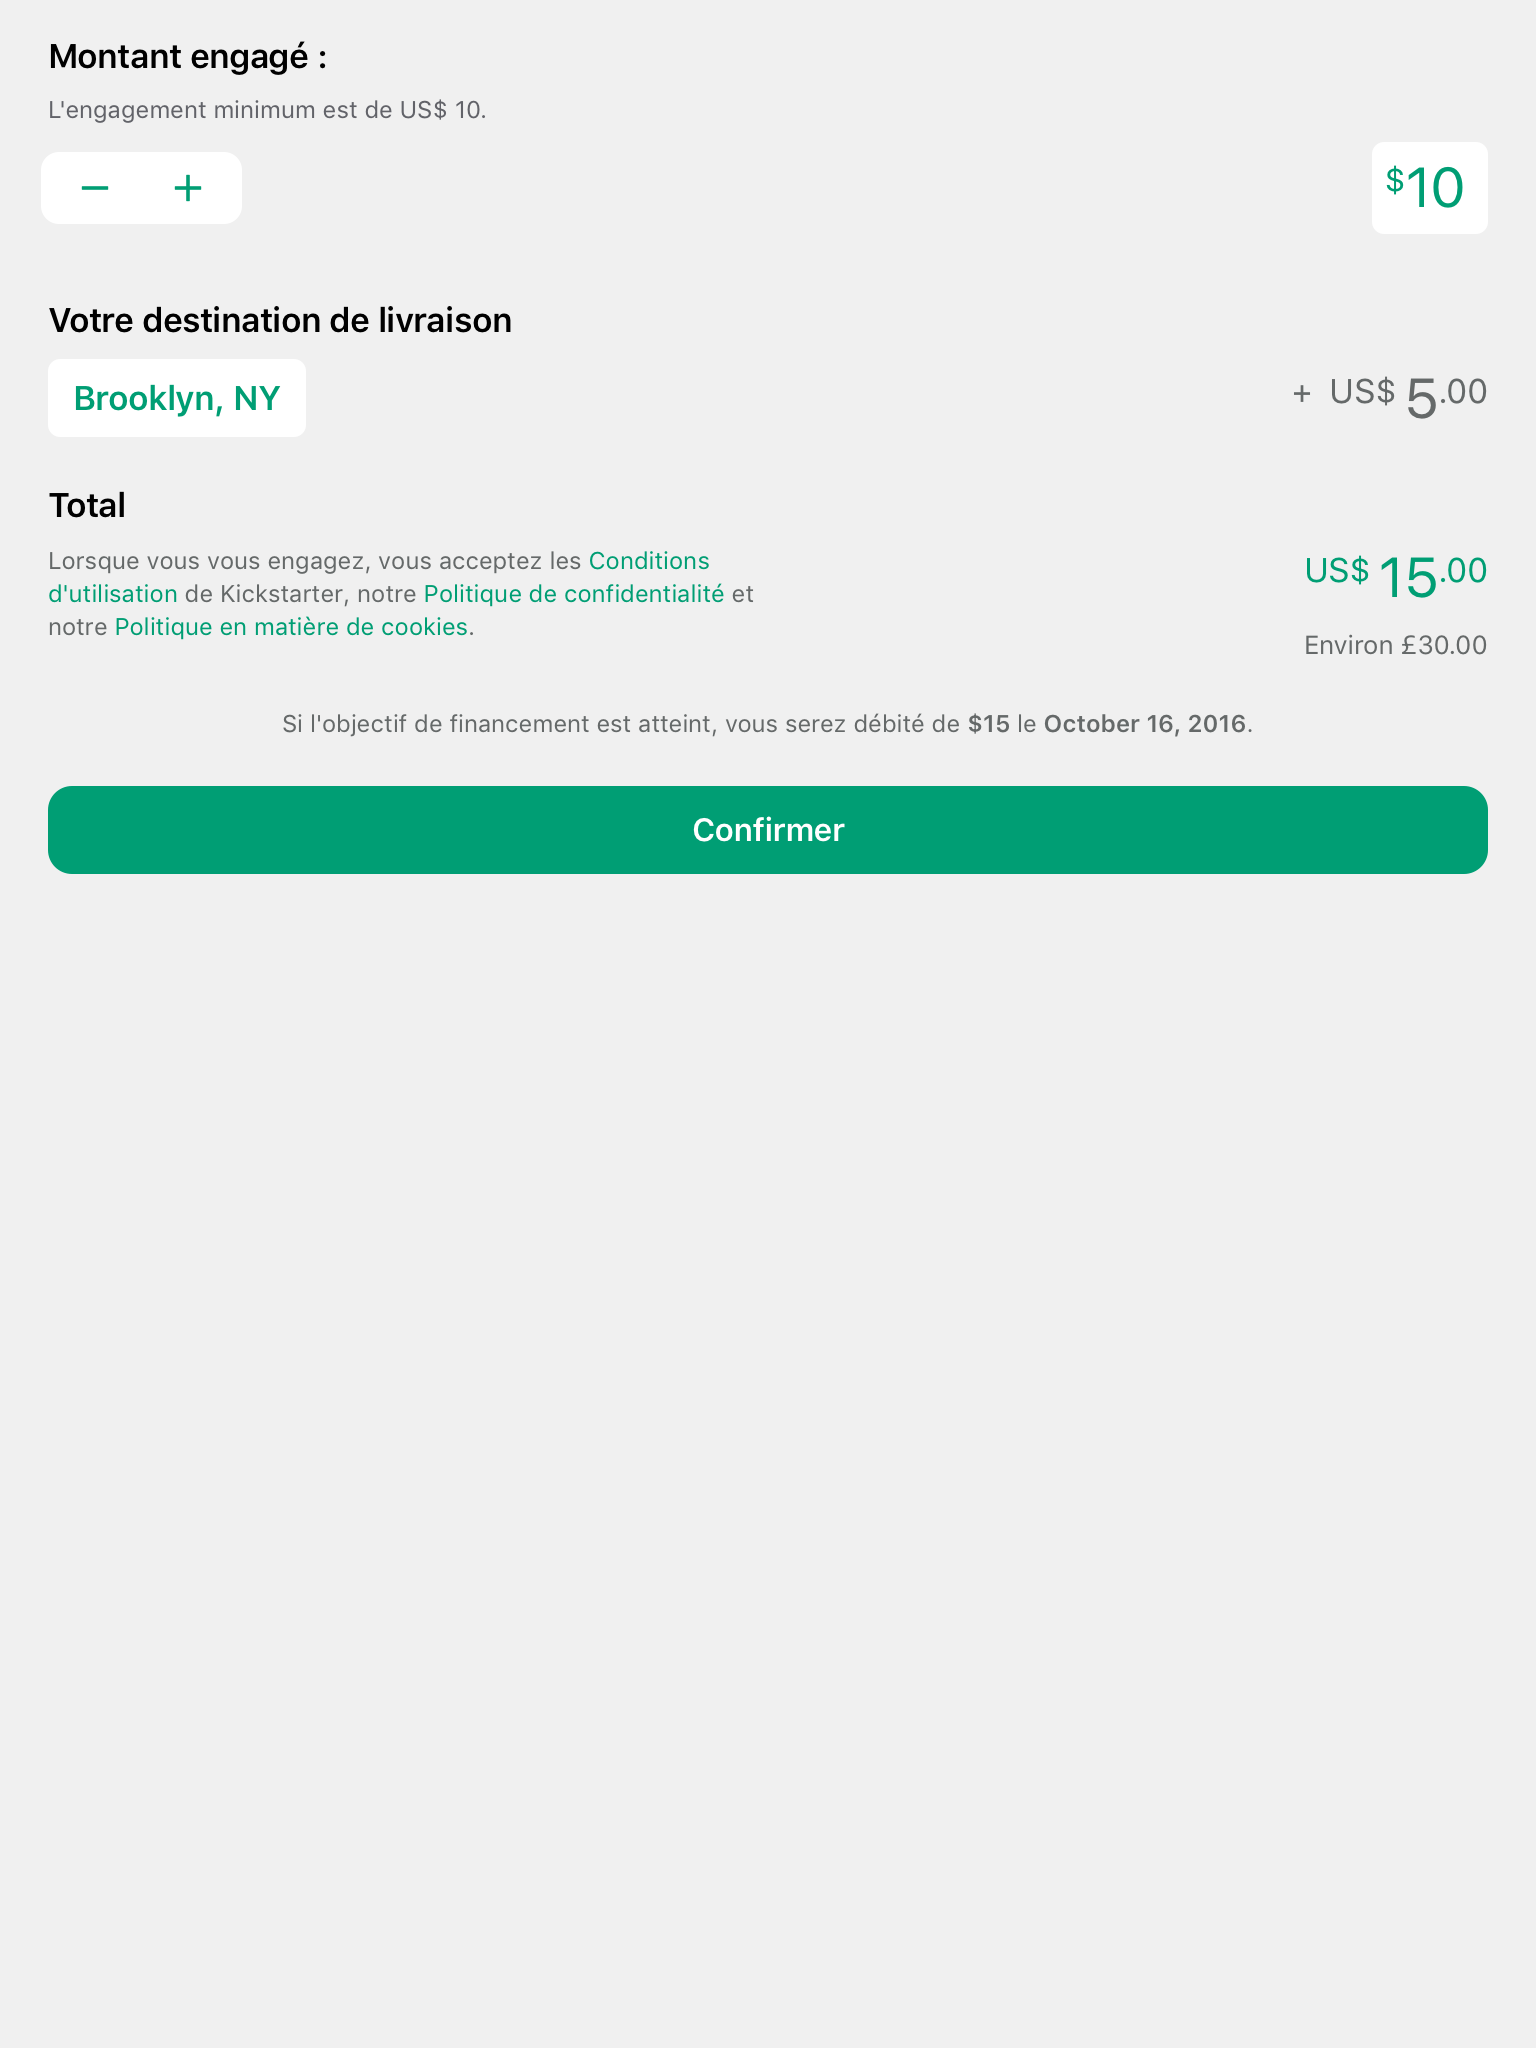 Montant engagé :
L'engagement minimum est de US$ 10.
− +
$10
Votre destination de livraison
Brooklyn, NY
+ US$ 5.00
Total
Lorsque vous vous engagez, vous acceptez les Conditions
d'utilisation de Kickstarter, notre Politique de confidentialité et
notre Politique en matière de cookies.
US$ 15.00
Environ £30.00
Si l'objectif de financement est atteint, vous serez débité de $15 le October 16, 2016.
Confirmer